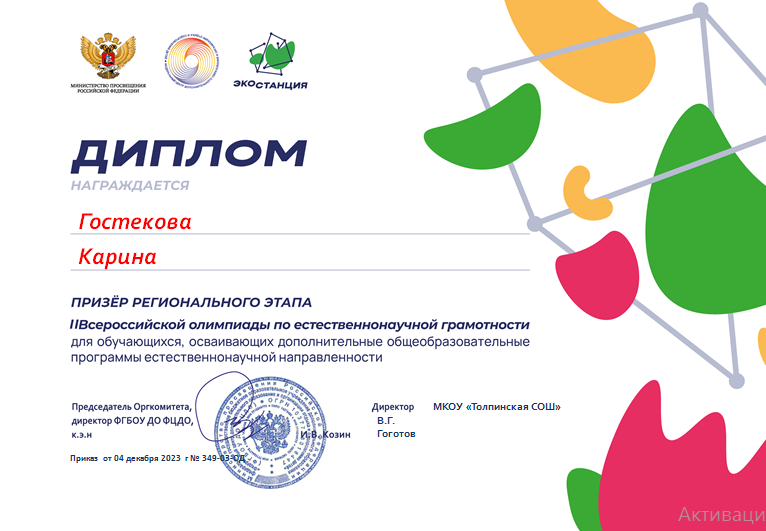 МИНИСТЕРСТВО ПРОСВЕЩЕНИЯ
РОССИЙСКОЙ ФЕДЕРАЦИИ
ЭКОСТАНЦИЯ
ДИПЛОМ
НАГРАЖДАЕТСЯ
Гостекова
Карина
ПРИЗЁР РЕГИОНАЛЬНОГО ЭТАПА
IIВсероссийской олимпиады по естественнонаучной грамотности
для обучающихся, осваивающих дополнительные общеобразовательные
программы естественнонаучной направленности
Председатель Оргкомитета,
директор ФГБОУ ДО ФЦДО,
к.э.н
И.В. Козин
Директор МКОУ «Толпинская СОШ»
В.Г.
Гоготов
Приказ от 04 декабря 2023 г № 349-03-ОД
Активаци